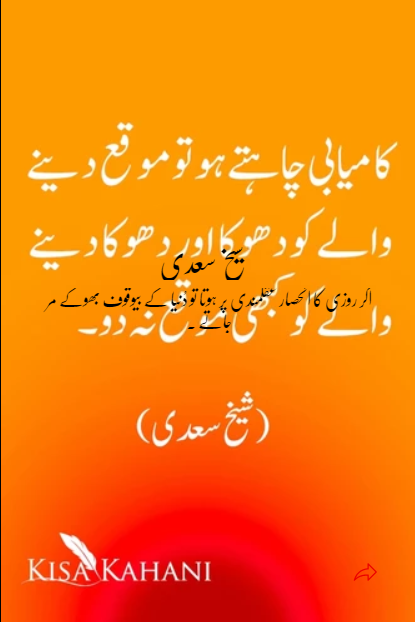 کامیابی چاہتے ہو تو موقع دینے
والے کو دھوکا اور دھوکا دینے
والے کو کبھی موقع نہ دو۔
شیخ سعدی
اگر روزی کا انحصار عقلمندی پر ہوتا تو دُنیا کے بیوقوف بھوکے مر
جاتے ۔
(شیخ سعدی)
KISA KAHANI